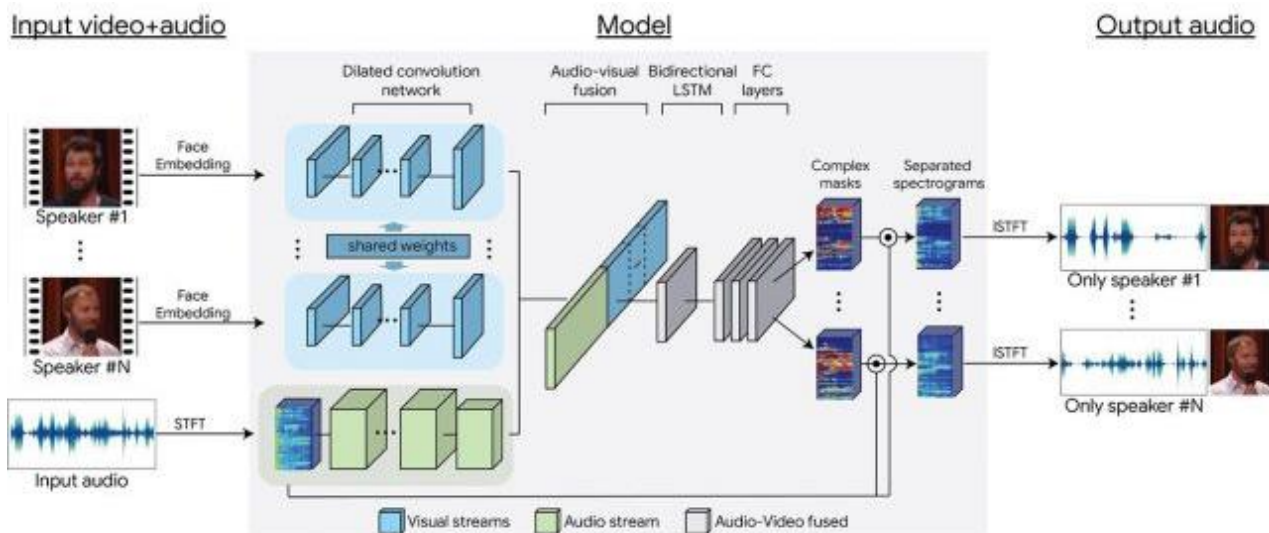 Input video+audio
Model
Output audio
Dilated convolution
network
Audio-visual
fusion
Bidirectional
LSTM
FC
layers
Face
Embedding
Speaker #1
shared weights
Face
Embedding
Speaker #N
STFT
Input audio
Complex
masks
Separated
spectrograms
ISTFT
Only speaker #1
ISTFT
Only speaker #N
Visual streams
Audio stream
Audio-Video fused